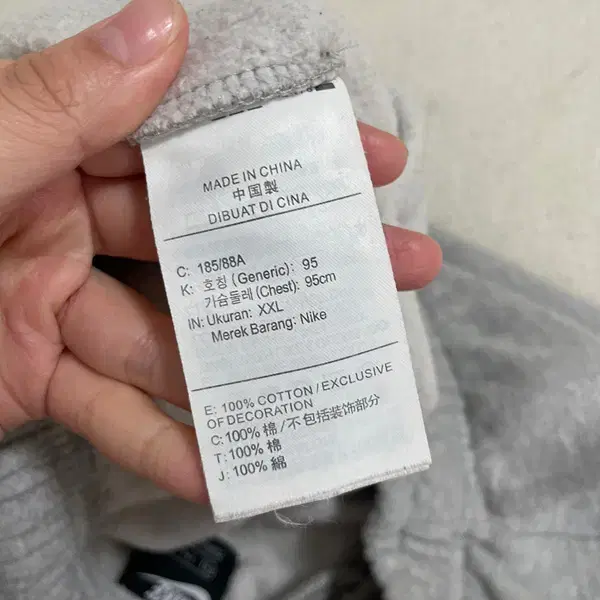 MADE IN CHINA
中国製
DIBUAT DI CINA
C: 185/88A
K: 호칭 (Generic): 95
가슴둘레(Chest): 95cm
IN: Ukuran: XXL
Merek Barang: Nike
E: 100% COTTON/EXCLUSIVE
OF DECORATION
C:100% 棉/不包括装饰部分
T: 100% 棉
J: 100% 綿